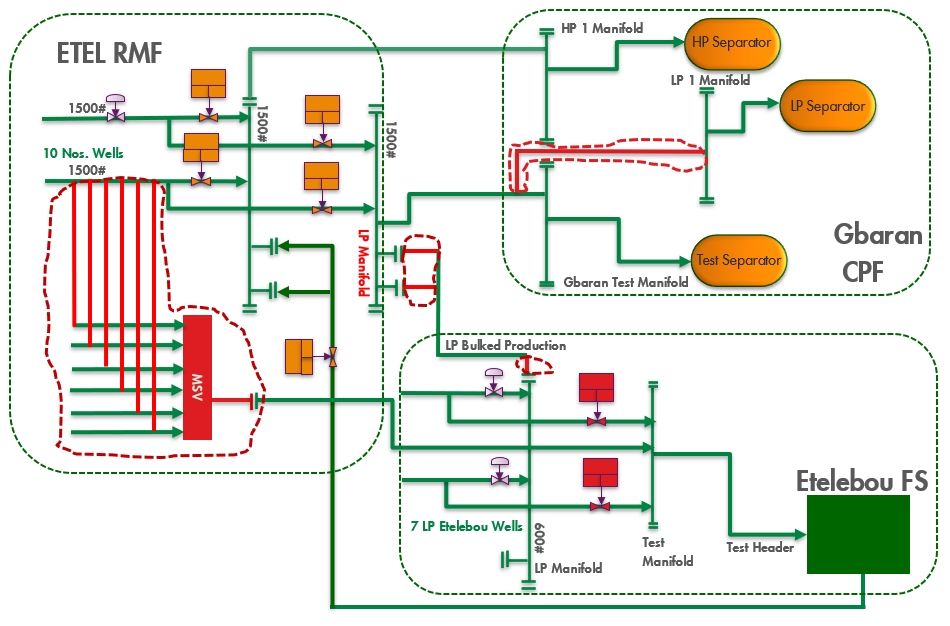 ETEL RMF
HP 1 Manifold
HP Separator
LP 1 Manifold
LP Separator
1500#
1500#
1500#
10 Nos. Wells
1500#
LP Manifold
Gbaran
CPF
Test Separator
Gbaran Test Manifold
LP Bulked Production
MSV
Etelebou FS
7 LP Etelebou Wells
600#
LP Manifold
Test
Manifold
Test Header